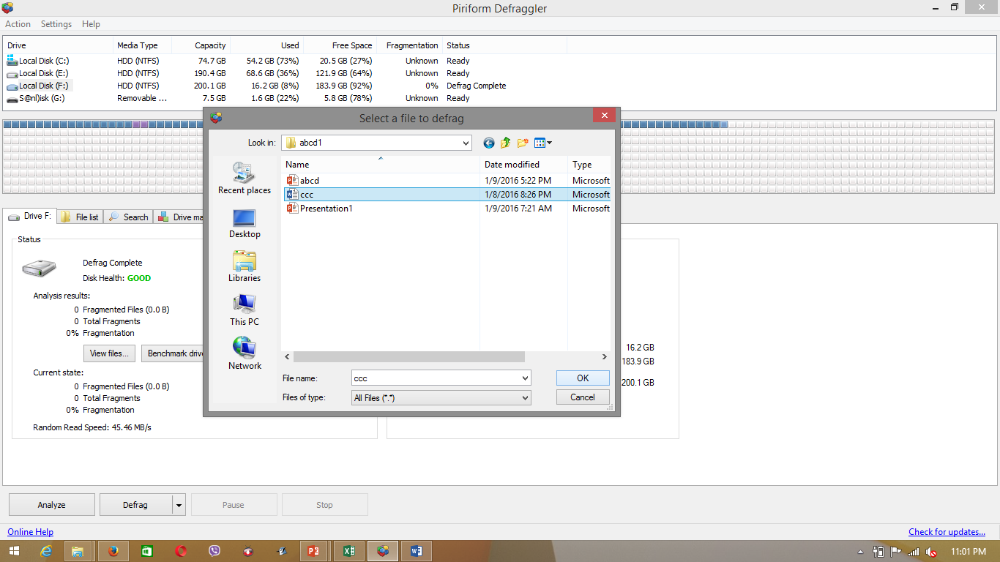 Piriform Defraggler
Action Settings Help
Drive Media Type Capacity Used Free Space Fragmentation Status
Local Disk (C:) HDD (NTFS) 74.7 GB 54.2 GB (73%) 20.5 GB (27%) Unknown Ready
Local Disk (E:) HDD (NTFS) 190.4 GB 68.6 GB (36%) 121.9 GB (64%) Unknown Ready
Local Disk (F:) HDD (NTFS) 200.1 GB 16.2 GB (8%) 183.9 GB (92%) 0% Defrag Complete
S@nl)isk (G:) Removable ... 7.5 GB 1.6 GB (22%) 5.8 GB (78%) Unknown Ready
Select a file to defrag
Look in: abcd1
Name Date modified Type
abcd 1/9/2016 5:22 PM Microsoft
ccc 1/8/2016 8:26 PM Microsoft
Presentation1 1/9/2016 7:21 AM Microsoft
Recent places
Desktop
Libraries
This PC
Network
File name: ccc OK
Files of type: All Files (*.*) Cancel
Drive F: File list Search Drive ma
Status
Defrag Complete
Disk Health: GOOD
Analysis results:
0 Fragmented Files (0.0 B)
0 Total Fragments
0% Fragmentation
View files... Benchmark drive
Current state:
0 Fragmented Files (0.0 B)
0 Total Fragments
0% Fragmentation
Random Read Speed: 45.46 MB/s
16.2 GB
183.9 GB
200.1 GB
Analyze Defrag Pause Stop
Online Help Check for updates...
11:01 PM